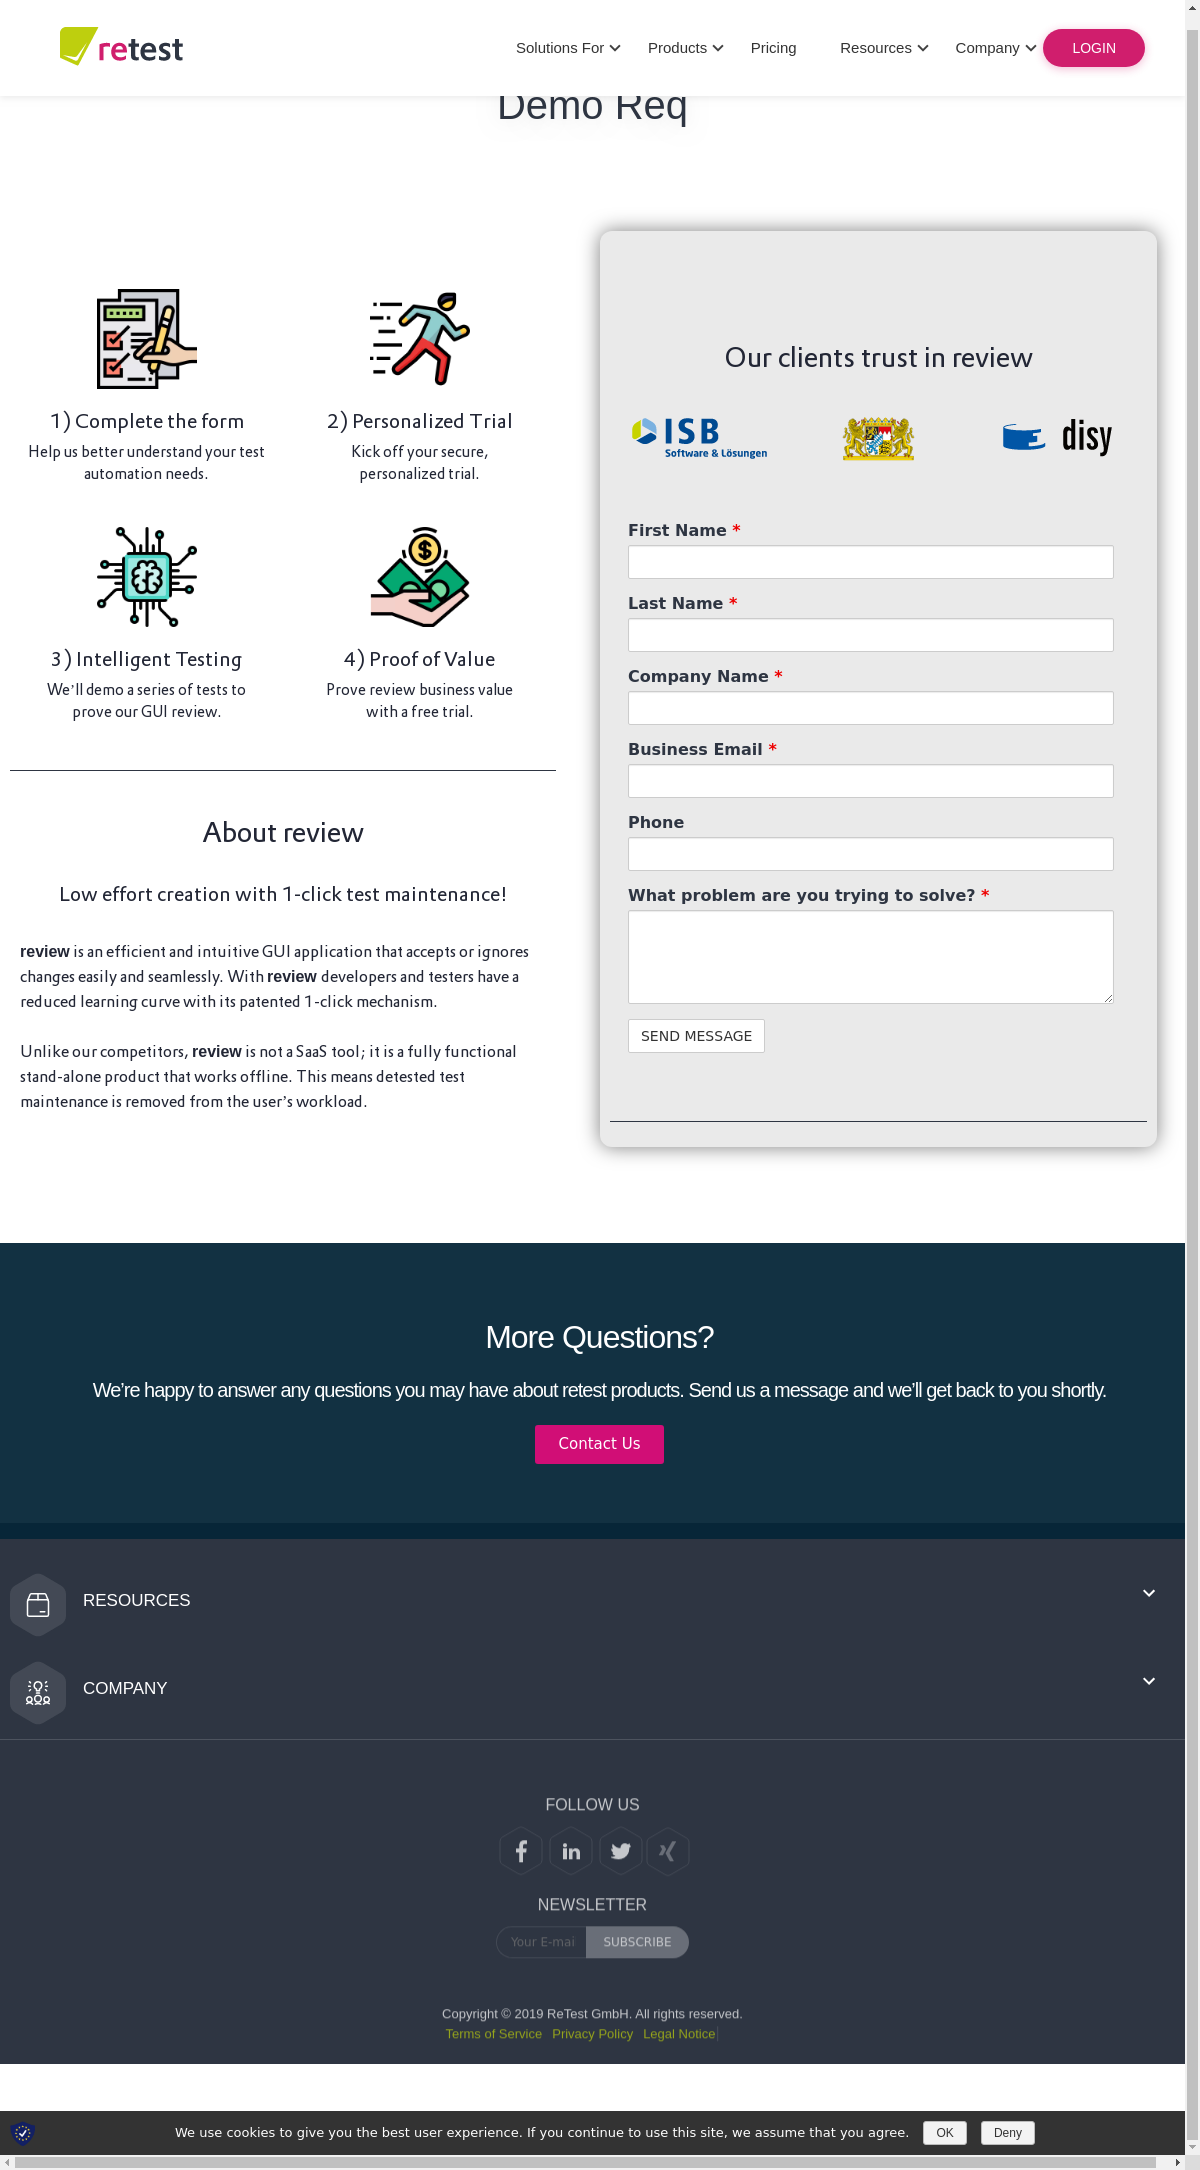 retest
Solutions For
Products
Pricing
Resources
Company
LOGIN
Demo Req
1) Complete the form
Help us better understand your test
automation needs.
2) Personalized Trial
Kick off your secure,
personalized trial.
3) Intelligent Testing
We’ll demo a series of tests to
prove our GUI review.
4) Proof of Value
Prove review business value
with a free trial.
About review
Low effort creation with 1-click test maintenance!
review is an efficient and intuitive GUI application that accepts or ignores
changes easily and seamlessly. With review developers and testers have a
reduced learning curve with its patented 1-click mechanism.
Unlike our competitors, review is not a SaaS tool; it is a fully functional
stand-alone product that works offline. This means detested test
maintenance is removed from the user’s workload.
Our clients trust in review
ISB
Software & Lösungen
disy
First Name *
Last Name *
Company Name *
Business Email *
Phone
What problem are you trying to solve? *
SEND MESSAGE
More Questions?
We’re happy to answer any questions you may have about retest products. Send us a message and we’ll get back to you shortly.
Contact Us
RESOURCES
COMPANY
FOLLOW US
NEWSLETTER
Your E-mai
SUBSCRIBE
Copyright © 2019 ReTest GmbH. All rights reserved.
Terms of Service Privacy Policy Legal Notice
We use cookies to give you the best user experience. If you continue to use this site, we assume that you agree.
OK
Deny